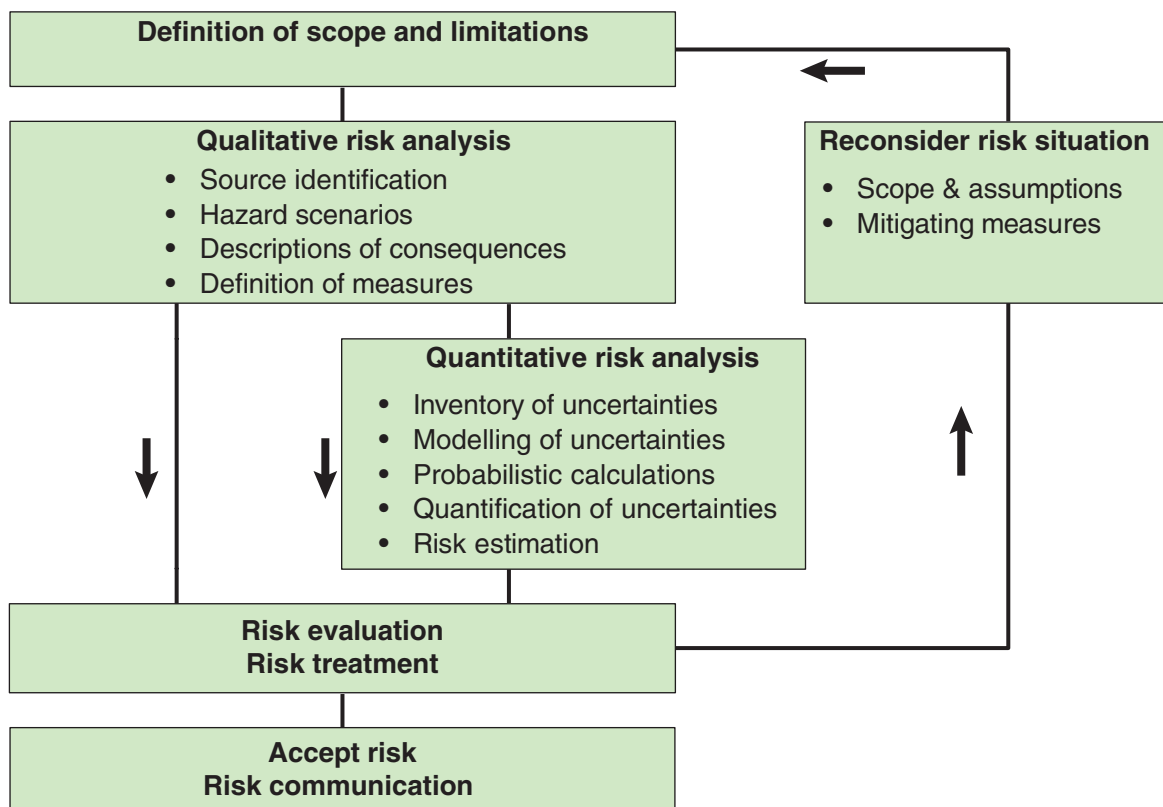 Definition of scope and limitations
Qualitative risk analysis
• Source identification
• Hazard scenarios
• Descriptions of consequences
• Definition of measures
Reconsider risk situation
• Scope & assumptions
• Mitigating measures
Quantitative risk analysis
• Inventory of uncertainties
• Modelling of uncertainties
• Probabilistic calculations
• Quantification of uncertainties
• Risk estimation
Risk evaluation
Risk treatment
Accept risk
Risk communication